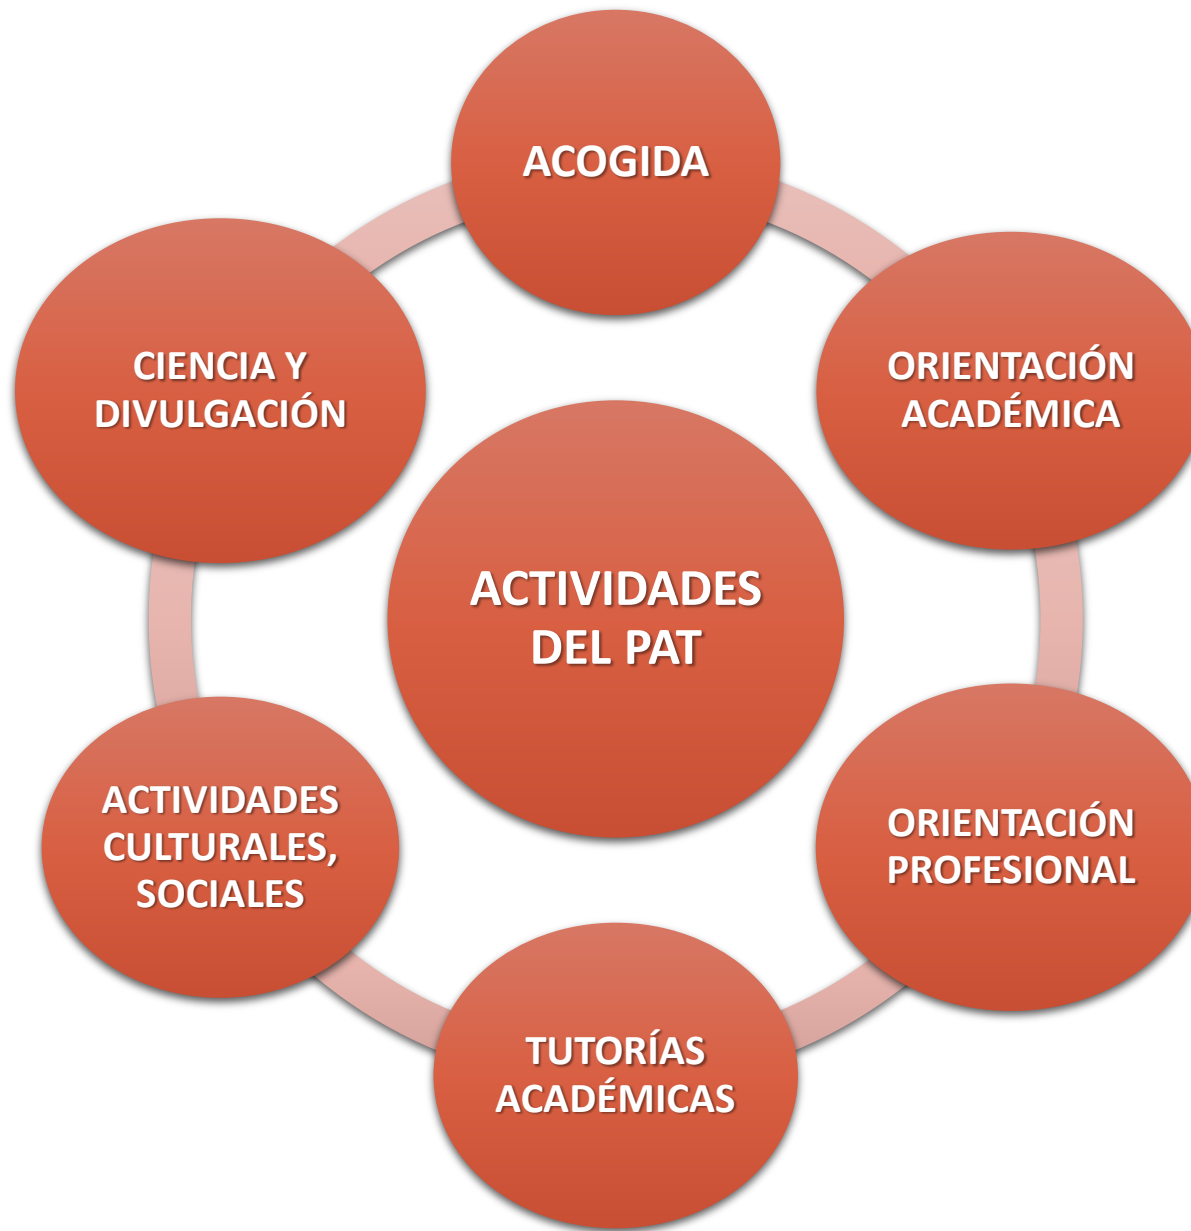 ACOGIDA
ORIENTACIÓN
ACADÉMICA
ORIENTACIÓN
PROFESIONAL
TUTORÍAS
ACADÉMICAS
ACTIVIDADES
CULTURALES,
SOCIALES
CIENCIA Y
DIVULGACIÓN
ACTIVIDADES
DEL PAT